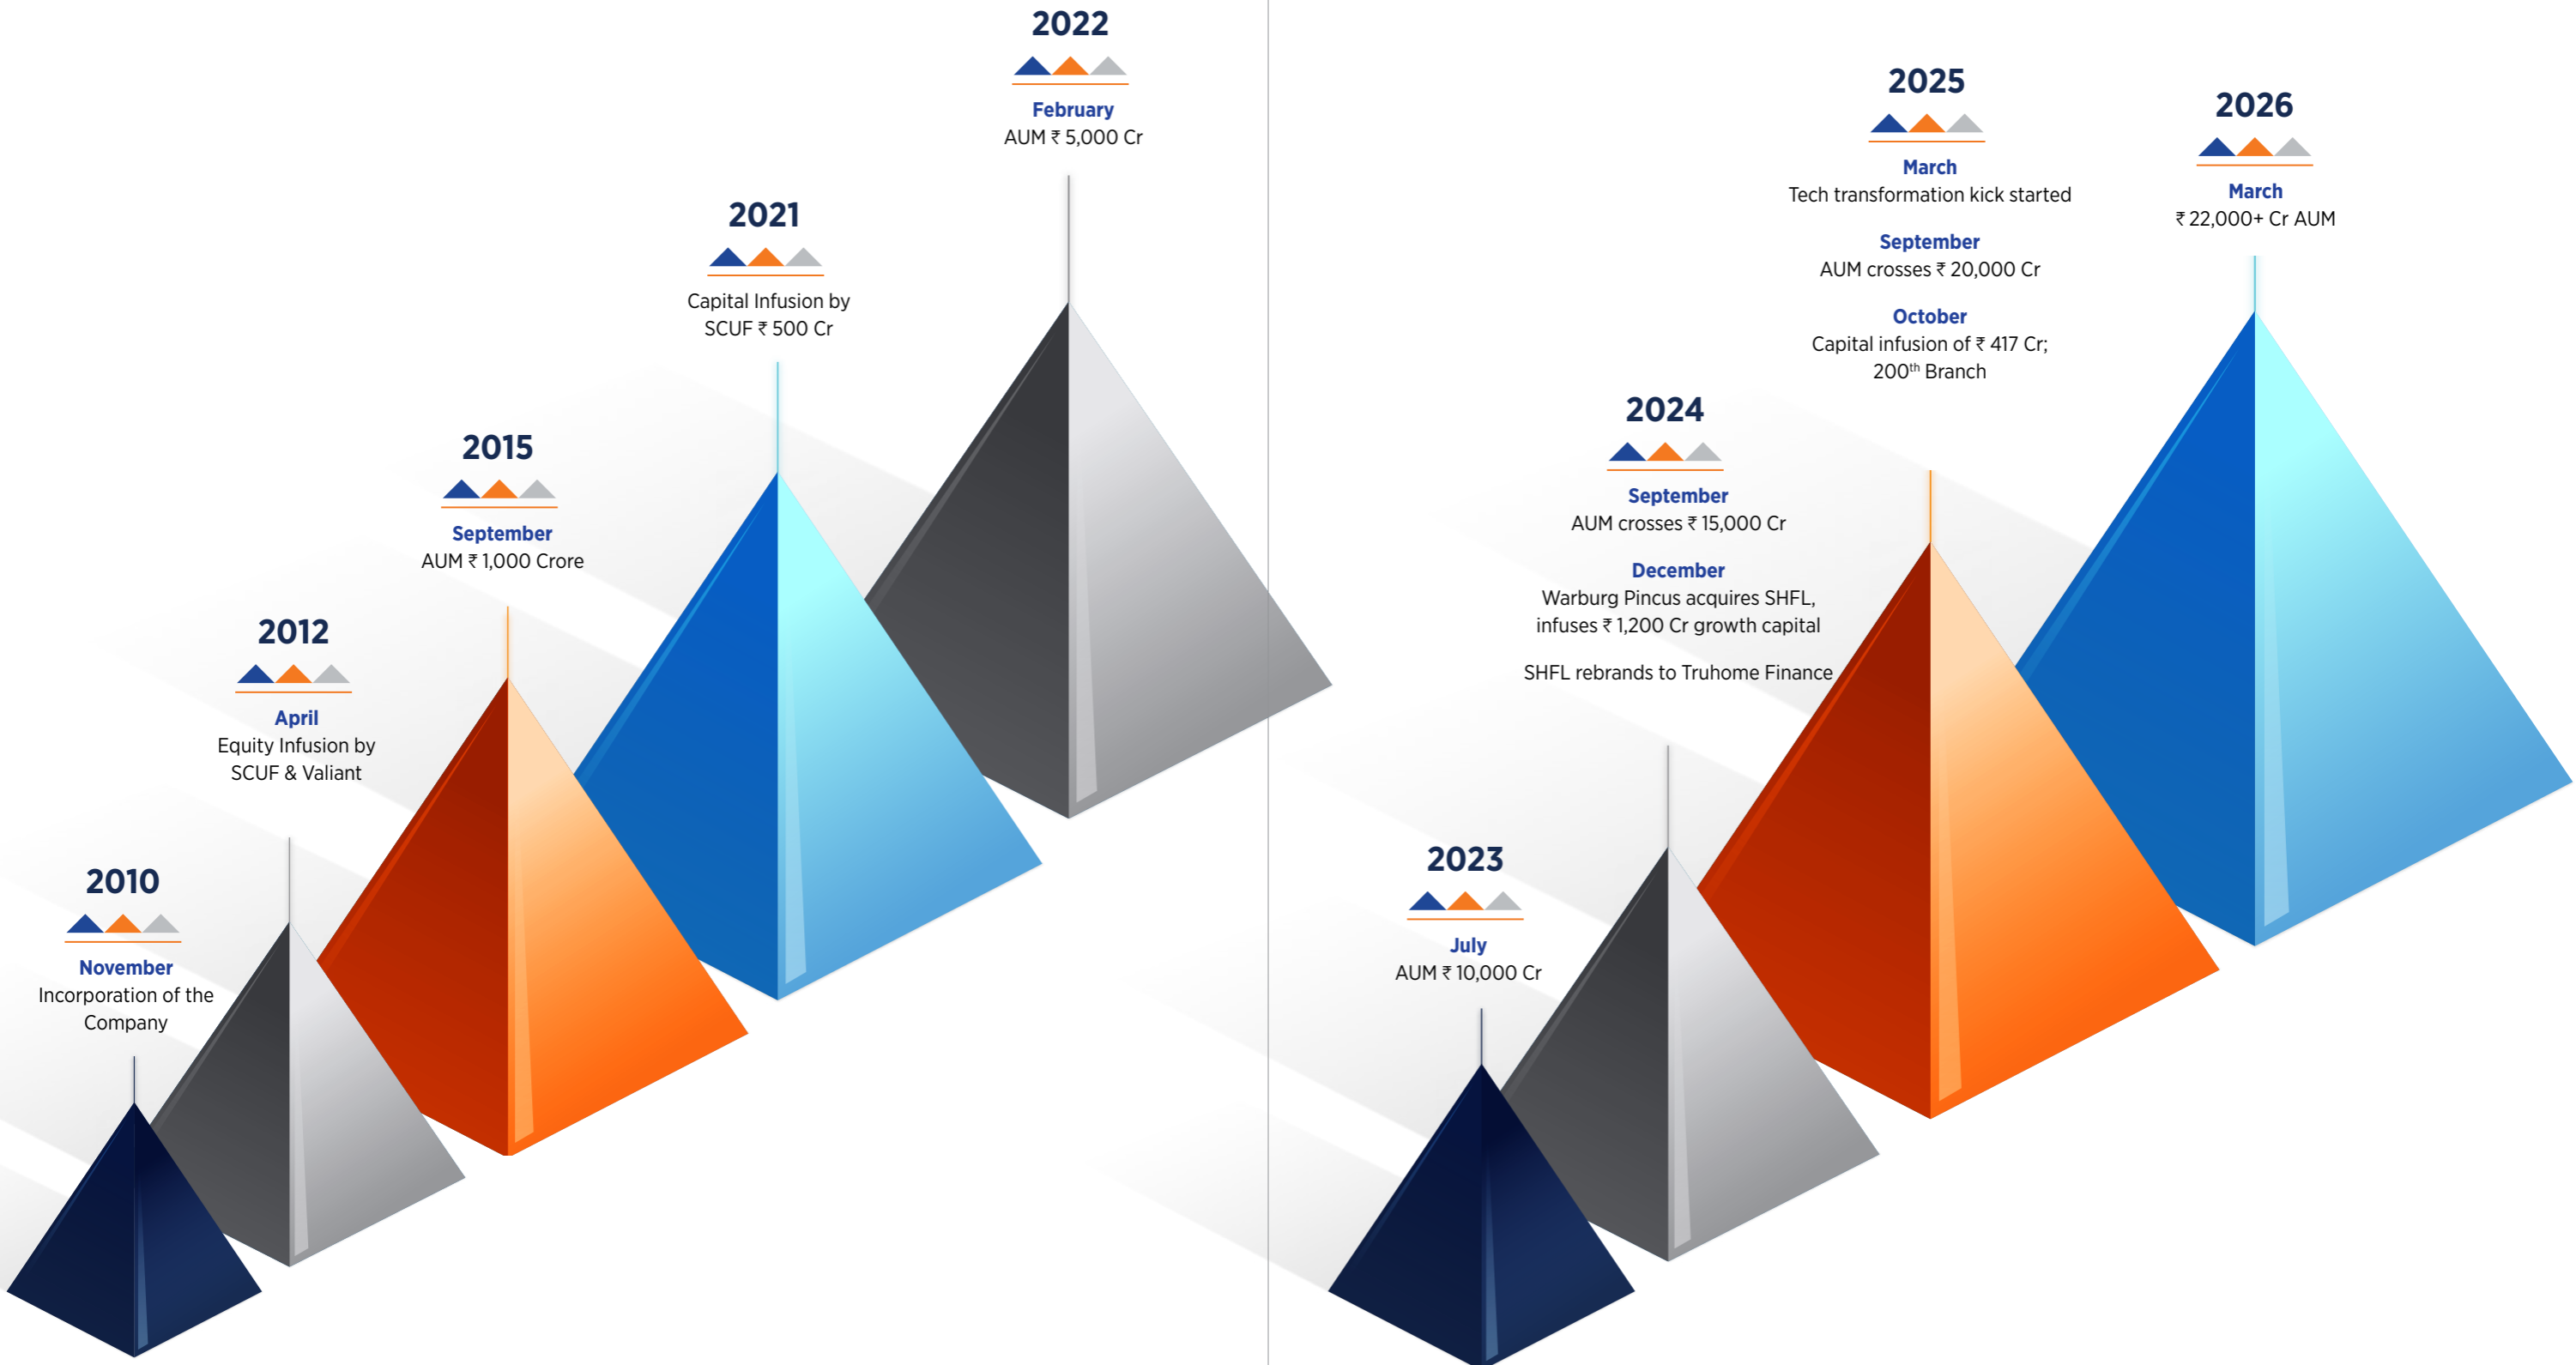 2010
November
Incorporation of the
Company
2012
April
Equity Infusion by
SCUF & Valiant
2015
September
AUM ₹ 1,000 Crore
2021
Capital Infusion by
SCUF ₹ 500 Cr
2022
February
AUM ₹ 5,000 Cr
2023
July
AUM ₹ 10,000 Cr
2024
September
AUM crosses ₹ 15,000 Cr
December
Warburg Pincus acquires SHFL,
infuses ₹ 1,200 Cr growth capital
SHFL rebrands to Truhome Finance
2025
March
Tech transformation kick started
September
AUM crosses ₹ 20,000 Cr
October
Capital infusion of ₹ 417 Cr;
200th Branch
2026
March
₹ 22,000+ Cr AUM